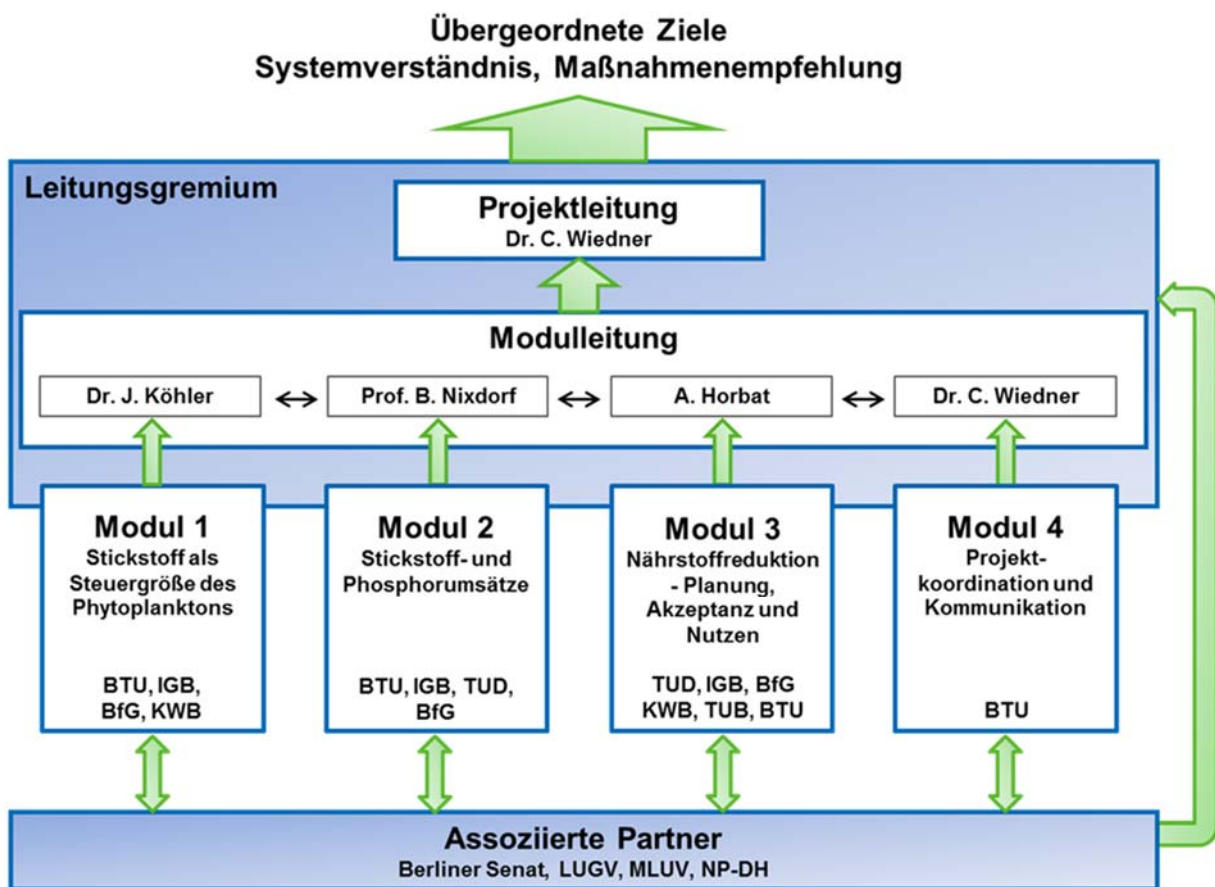 Übergeordnete Ziele
Systemverständnis, Maßnahmenempfehlung
Leitungsgremium
Projektleitung
Dr. C. Wiedner
Modulleitung
Dr. J. Köhler
Prof. B. Nixdorf
A. Horbat
Dr. C. Wiedner
Modul 1
Stickstoff als
Steuergröße des
Phytoplanktons
BTU, IGB,
BfG, KWB
Modul 2
Stickstoff- und
Phosphorumsätze
BTU, IGB, TUD,
BfG
Modul 3
Nährstoffreduktion
- Planung,
Akzeptanz und
Nutzen
TUD, IGB, BfG
KWB, TUB, BTU
Modul 4
Projekt-
koordination und
Kommunikation
BTU
Assoziierte Partner
Berliner Senat, LUGV, MLUV, NP-DH